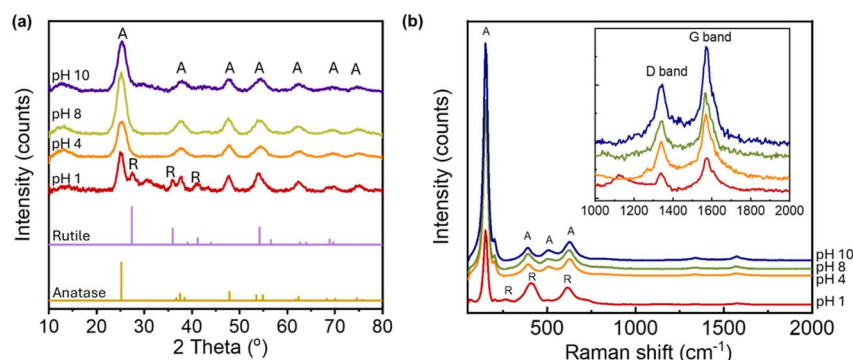 (a)
A
A A A A A A
pH 10
pH 8
pH 4
R
R R
pH 1
Rutile
Anatase
10 20 30 40 50 60 70 80
2 Theta (º)
Intensity (counts)
(b)
A
G band
D band
1000 1200 1400 1600 1800 2000
A A A
pH 10
pH 8
pH 4
R R R
pH 1
500 1000 1500 2000
Raman shift (cm⁻¹)
Intensity (counts)